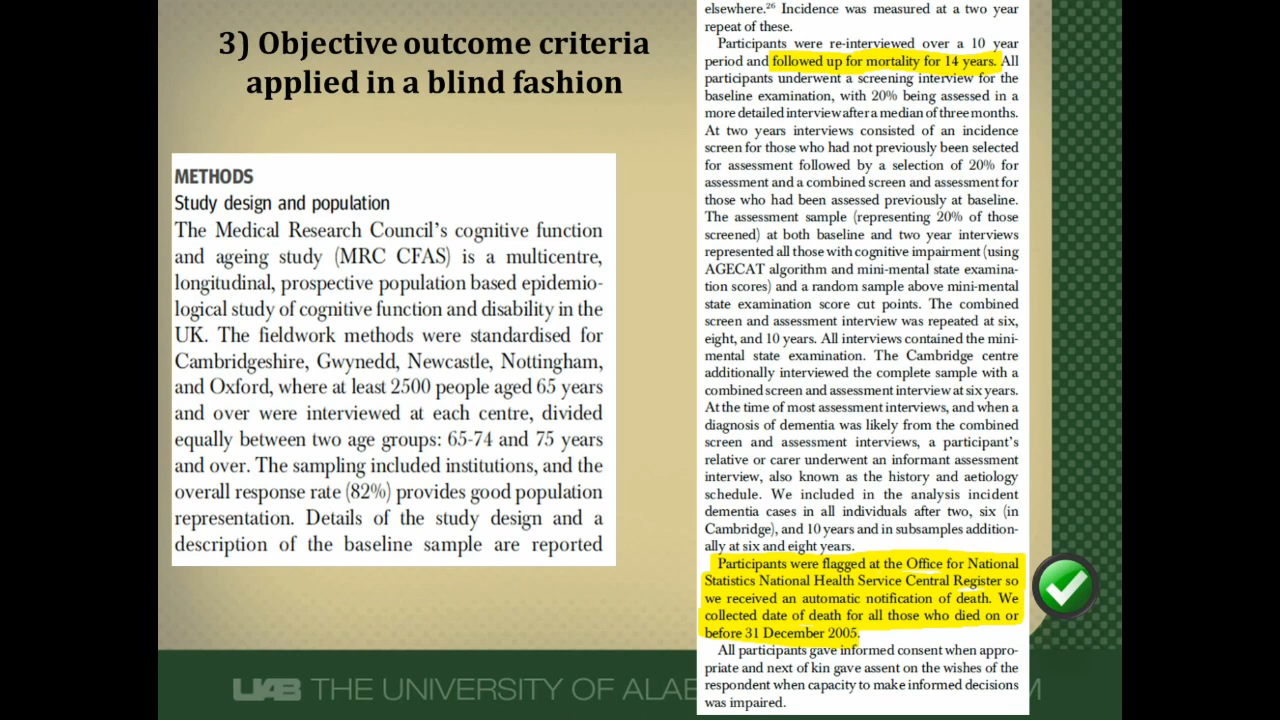 3) Objective outcome criteria
applied in a blind fashion
METHODS
Study design and population
The Medical Research Council's cognitive function
and ageing study (MRC CFAS) is a multicentre,
longitudinal, prospective population based epidemio-
logical study of cognitive function and disability in the
UK. The fieldwork methods were standardised for
Cambridgeshire, Gwynedd, Newcastle, Nottingham,
and Oxford, where at least 2500 people aged 65 years
and over were interviewed at each centre, divided
equally between two age groups: 65-74 and 75 years
and over. The sampling included institutions, and the
overall response rate (82%) provides good population
representation. Details of the study design and a
description of the baseline sample are reported
elsewhere.26 Incidence was measured at a two year
repeat of these.
Participants were re-interviewed over a 10 year
period and followed up for mortality for 14 years. All
participants underwent a screening interview for the
baseline examination, with 20% being assessed in a
more detailed interview after a median of three months.
At two years interviews consisted of an incidence
screen for those who had not previously been selected
for assessment followed by a selection of 20% for
assessment and a combined screen and assessment for
those who had been assessed previously at baseline.
The assessment sample (representing 20% of those
screened) at both baseline and two year interviews
represented all those with cognitive impairment (using
AGECAT algorithm and mini-mental state examina-
tion scores) and a random sample above mini-mental
state examination score cut points. The combined
screen and assessment interview was repeated at six,
eight, and 10 years. All interviews contained the mini-
mental state examination. The Cambridge centre
additionally interviewed the complete sample with a
combined screen and assessment interview at six years.
At the time of most assessment interviews, and when a
diagnosis of dementia was likely from the combined
screen and assessment interviews, a participant's
relative or carer underwent an informant assessment
interview, also known as the history and aetiology
schedule. We included in the analysis incident
dementia cases in all individuals after two, six (in
Cambridge), and 10 years and in subsamples addition-
ally at six and eight years.
Participants were flagged at the Office for National
Statistics National Health Service Central Register so
we received an automatic notification of death. We
collected date of death for all those who died on or
before 31 December 2005.
All participants gave informed consent when appro-
priate and next of kin gave assent on the wishes of the
respondent when capacity to make informed decisions
was impaired.
UAB THE UNIVERSITY OF ALA